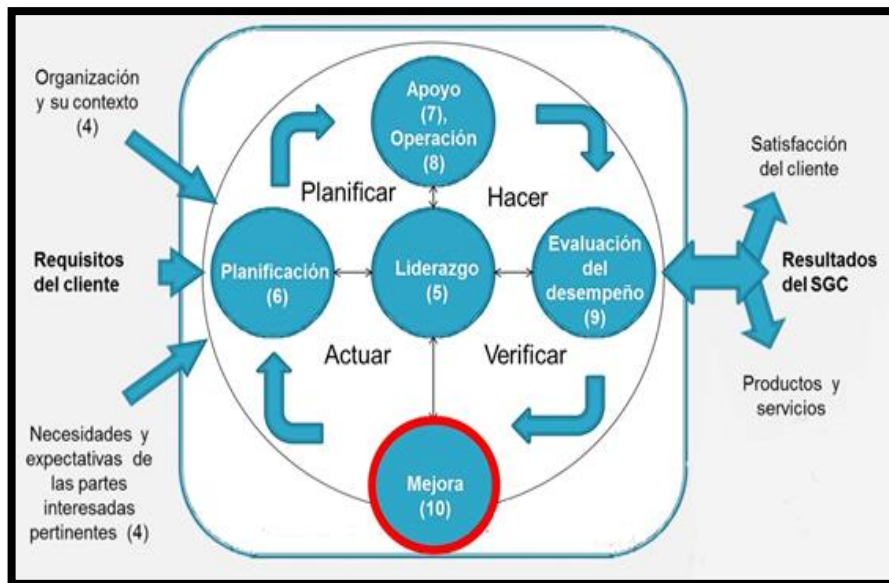 Organización
y su contexto
(4)
Requisitos
del cliente
Necesidades y
expectativas de
las partes
interesadas
pertinentes (4)
Apoyo
(7),
Operación
(8)
Planificar
Hacer
Planificación
(6)
Liderazgo
(5)
Evaluación
del
desempeño
(9)
Actuar
Verificar
Mejora
(10)
Satisfacción
del cliente
Resultados
del SGC
Productos y
servicios